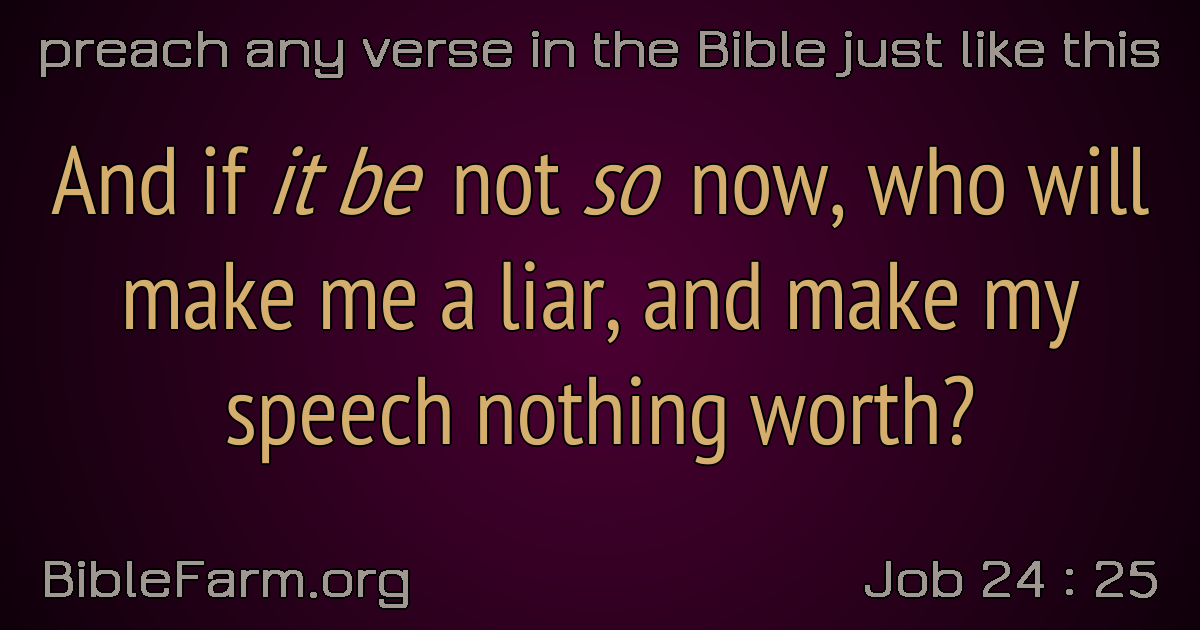 preach any verse in the Bible just like this
And if it be not so now, who will
make me a liar, and make my
speech nothing worth?
BibleFarm.org
Job 24 : 25